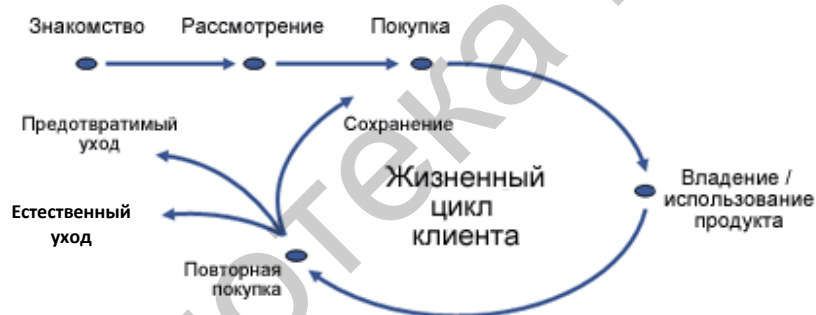 Знакомство Рассмотрение Покупка
Предотвратимый
уход
Сохранение
Естественный
уход
Жизненный
цикл
клиента
Владение /
использование
продукта
Повторная
покупка